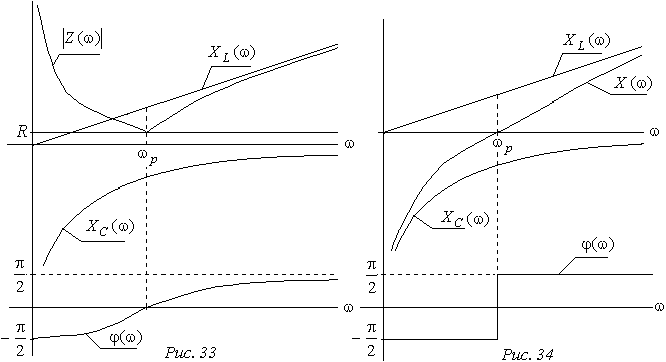 |Z(ω)|
X_L(ω)
R
ω_p
ω
X_C(ω)
π/2
ω
−π/2
φ(ω)
Рис. 33
X_L(ω)
X(ω)
ω
ω_p
X_C(ω)
φ(ω)
π/2
ω
−π/2
Рис. 34